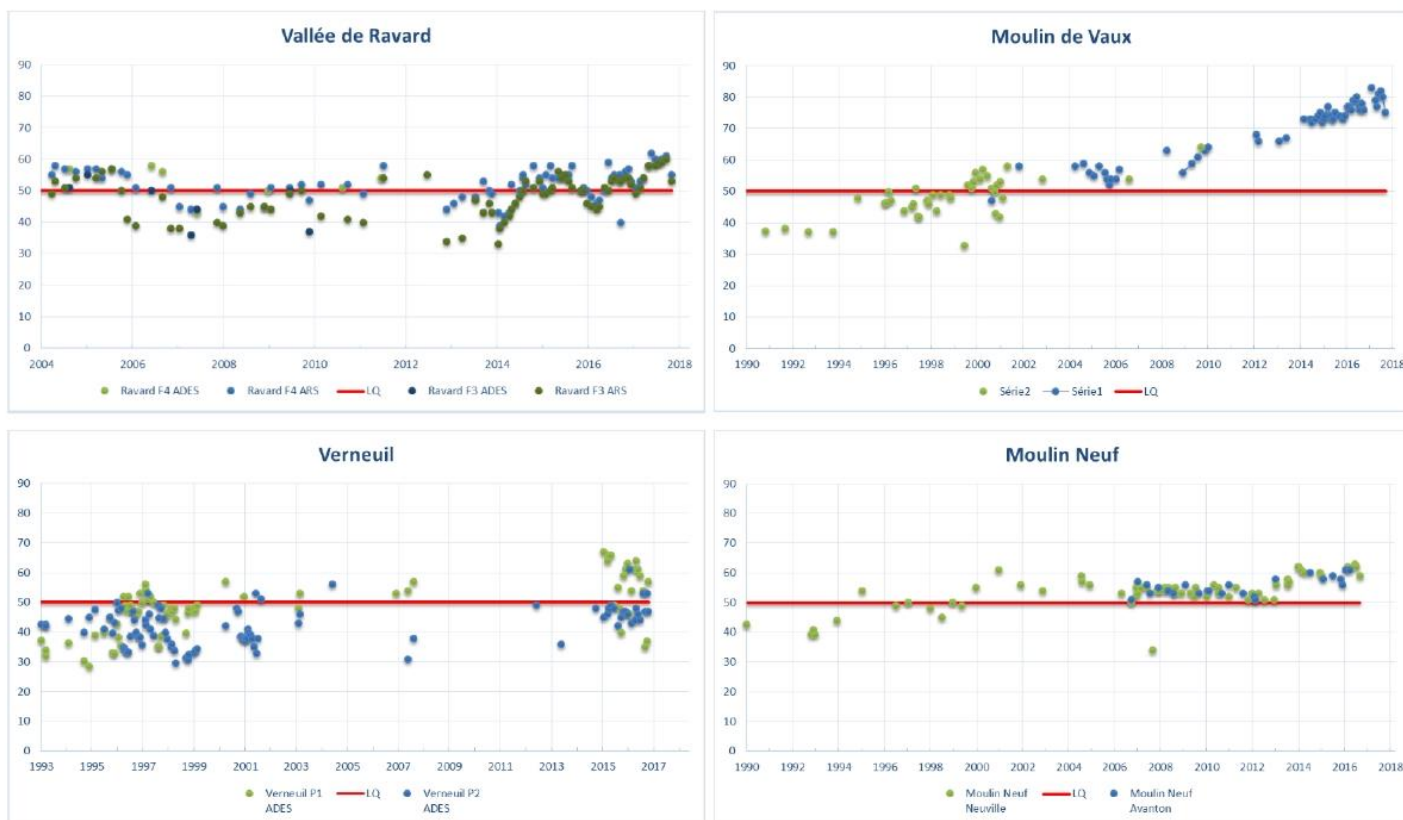 Vallée de Ravard
90
80
70
60
50
40
30
20
10
0
2004 2006 2008 2010 2012 2014 2016 2018
Ravard F4 ADES Ravard F4 ARS LQ Ravard F3 ADES Ravard F3 ARS
Moulin de Vaux
90
80
70
60
50
40
30
20
10
0
1990 1992 1994 1996 1998 2000 2002 2004 2006 2008 2010 2012 2014 2016 2018
Série2 Série1 LQ
Verneuil
90
80
70
60
50
40
30
20
10
0
1993 1995 1997 1999 2001 2003 2005 2007 2009 2011 2013 2015 2017
Verneuil P1 LQ Verneuil P2
ADES ADES
Moulin Neuf
90
80
70
60
50
40
30
20
10
0
1990 1992 1994 1996 1998 2000 2002 2004 2006 2008 2010 2012 2014 2016 2018
Moulin Neuf LQ Moulin Neuf
Neuville Avanton